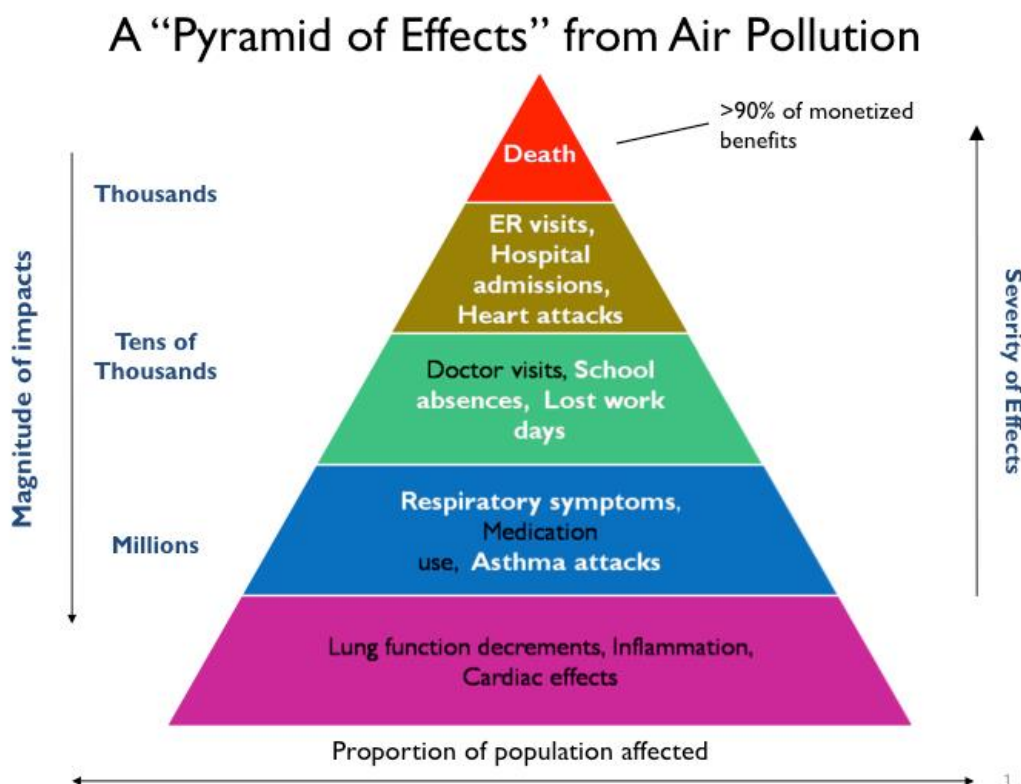 A “Pyramid of Effects” from Air Pollution
>90% of monetized
benefits
Death
Thousands
ER visits,
Hospital
admissions,
Heart attacks
Magnitude of impacts
Severity of Effects
Tens of
Thousands
Doctor visits, School
absences, Lost work
days
Respiratory symptoms,
Medication
use, Asthma attacks
Millions
Lung function decrements, Inflammation,
Cardiac effects
Proportion of population affected
1